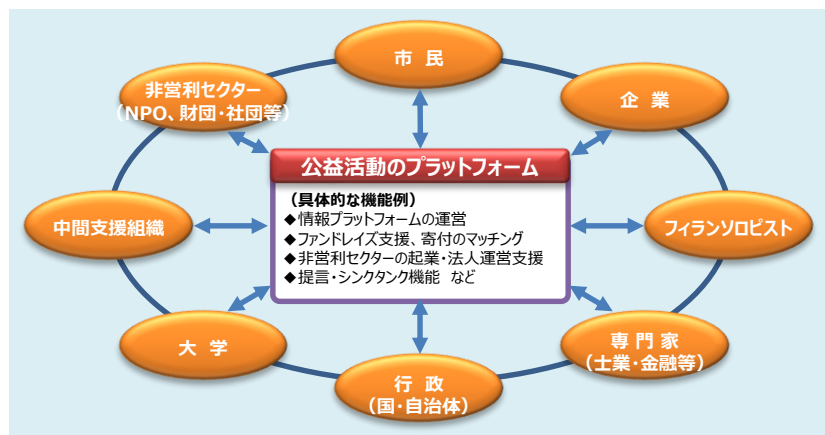 市 民
非営利セクター
（NPO、財団・社団等）
企 業
公益活動のプラットフォーム
（具体的な機能例）
◆情報プラットフォームの運営
◆ファンドレイズ支援、寄付のマッチング
◆非営利セクターの起業・法人運営支援
◆提言・シンクタンク機能 など
中間支援組織
フィランソロピスト
大 学
専 門 家
（士業・金融等）
行 政
（国・自治体）